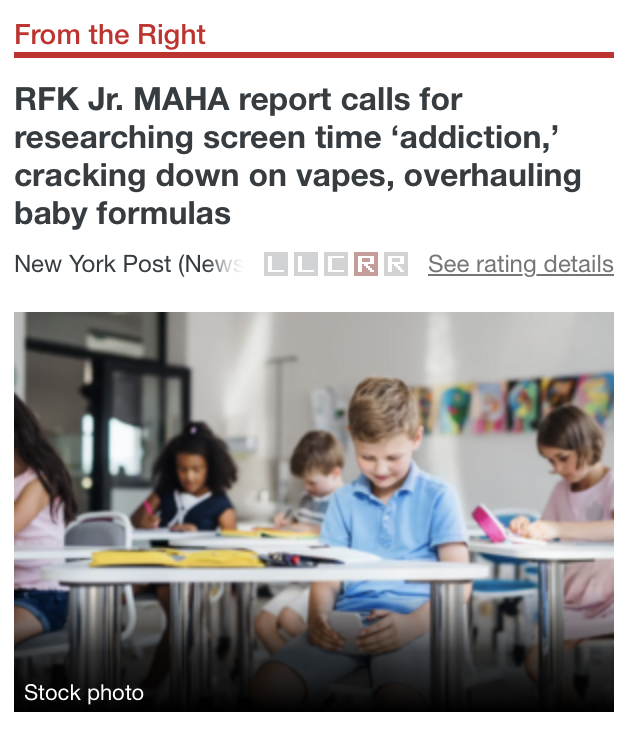 From the Right
RFK Jr. MAHA report calls for
researching screen time ‘addiction,’
cracking down on vapes, overhauling
baby formulas
New York Post (News L L C R R See rating details
Stock photo